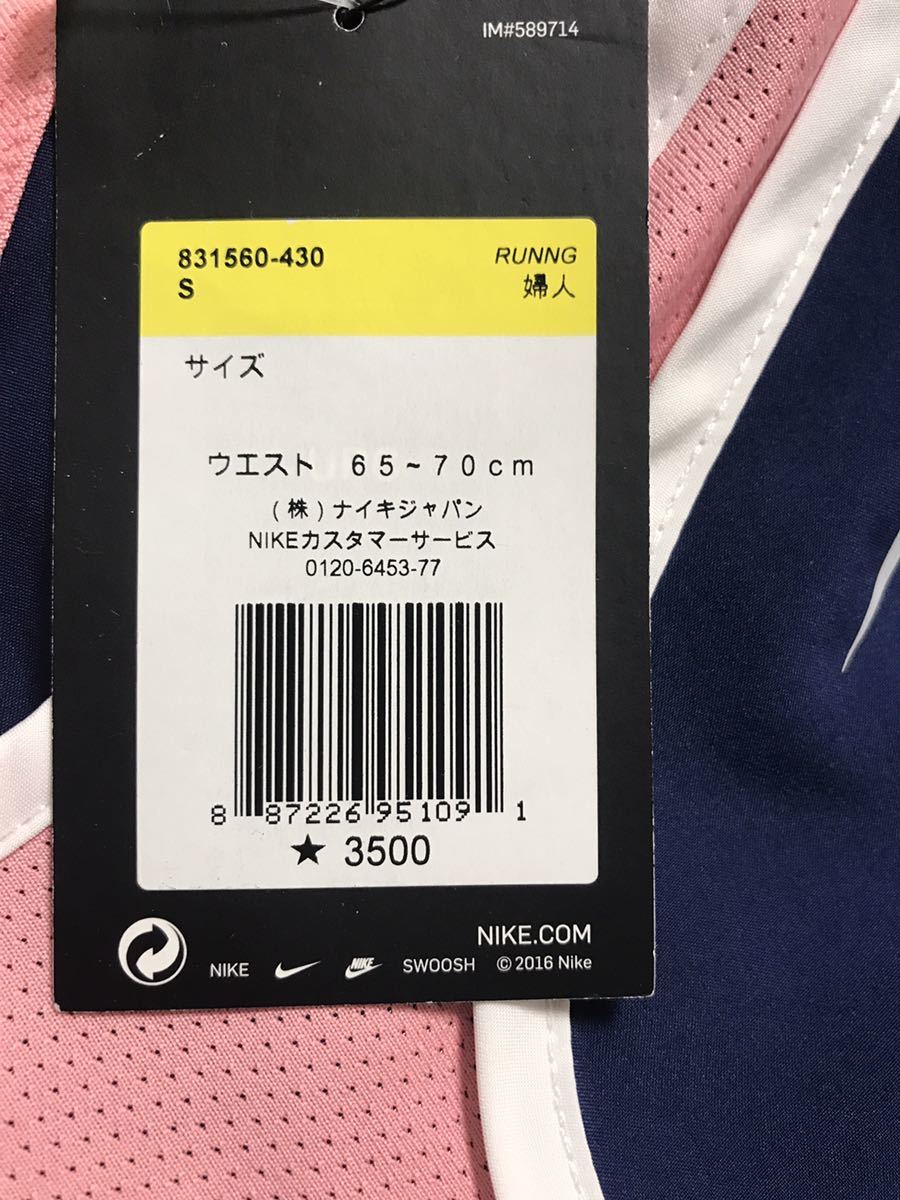 IM#589714
831560-430 RUNNG
S 婦人
サイズ
ウエスト 65~70cm
(株)ナイキジャパン
NIKEカスタマーサービス
0120-6453-77
8 87226 95109 1
★ 3500
NIKE.COM
NIKE NIKE SWOOSH © 2016 Nike